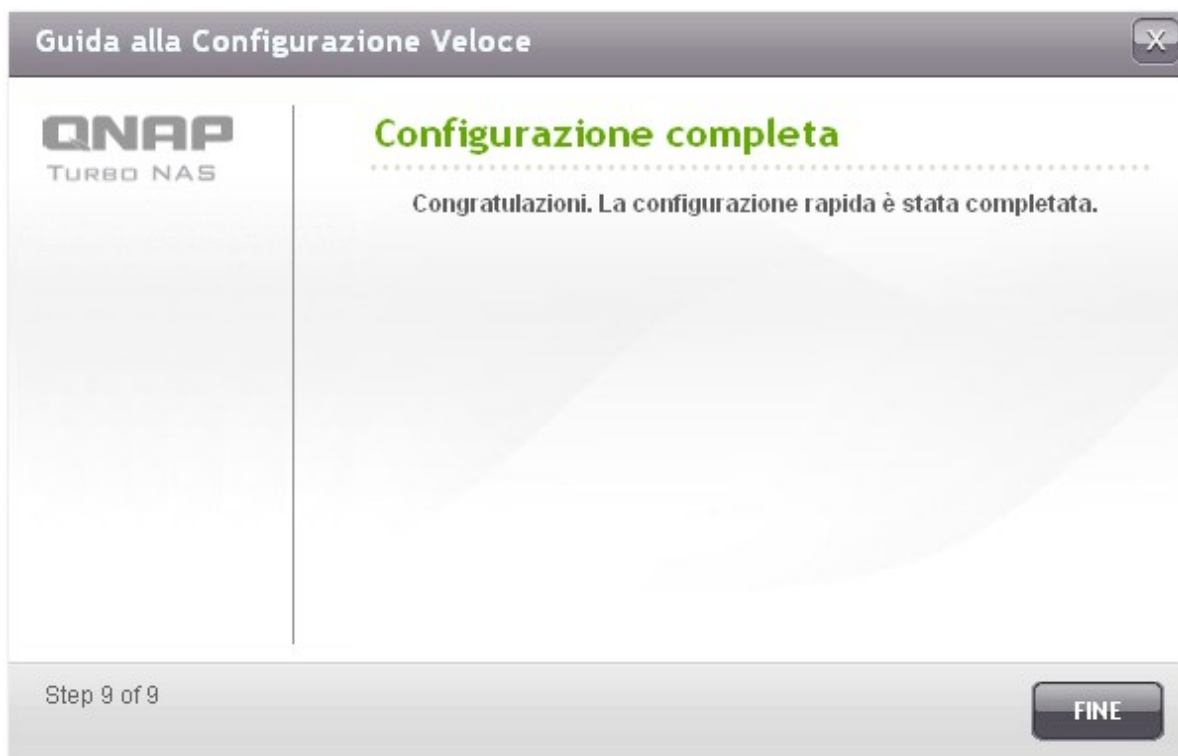 Guida alla Configurazione Veloce
X
QNAP
TURBO NAS
Configurazione completa
Congratulazioni. La configurazione rapida è stata completata.
Step 9 of 9
FINE